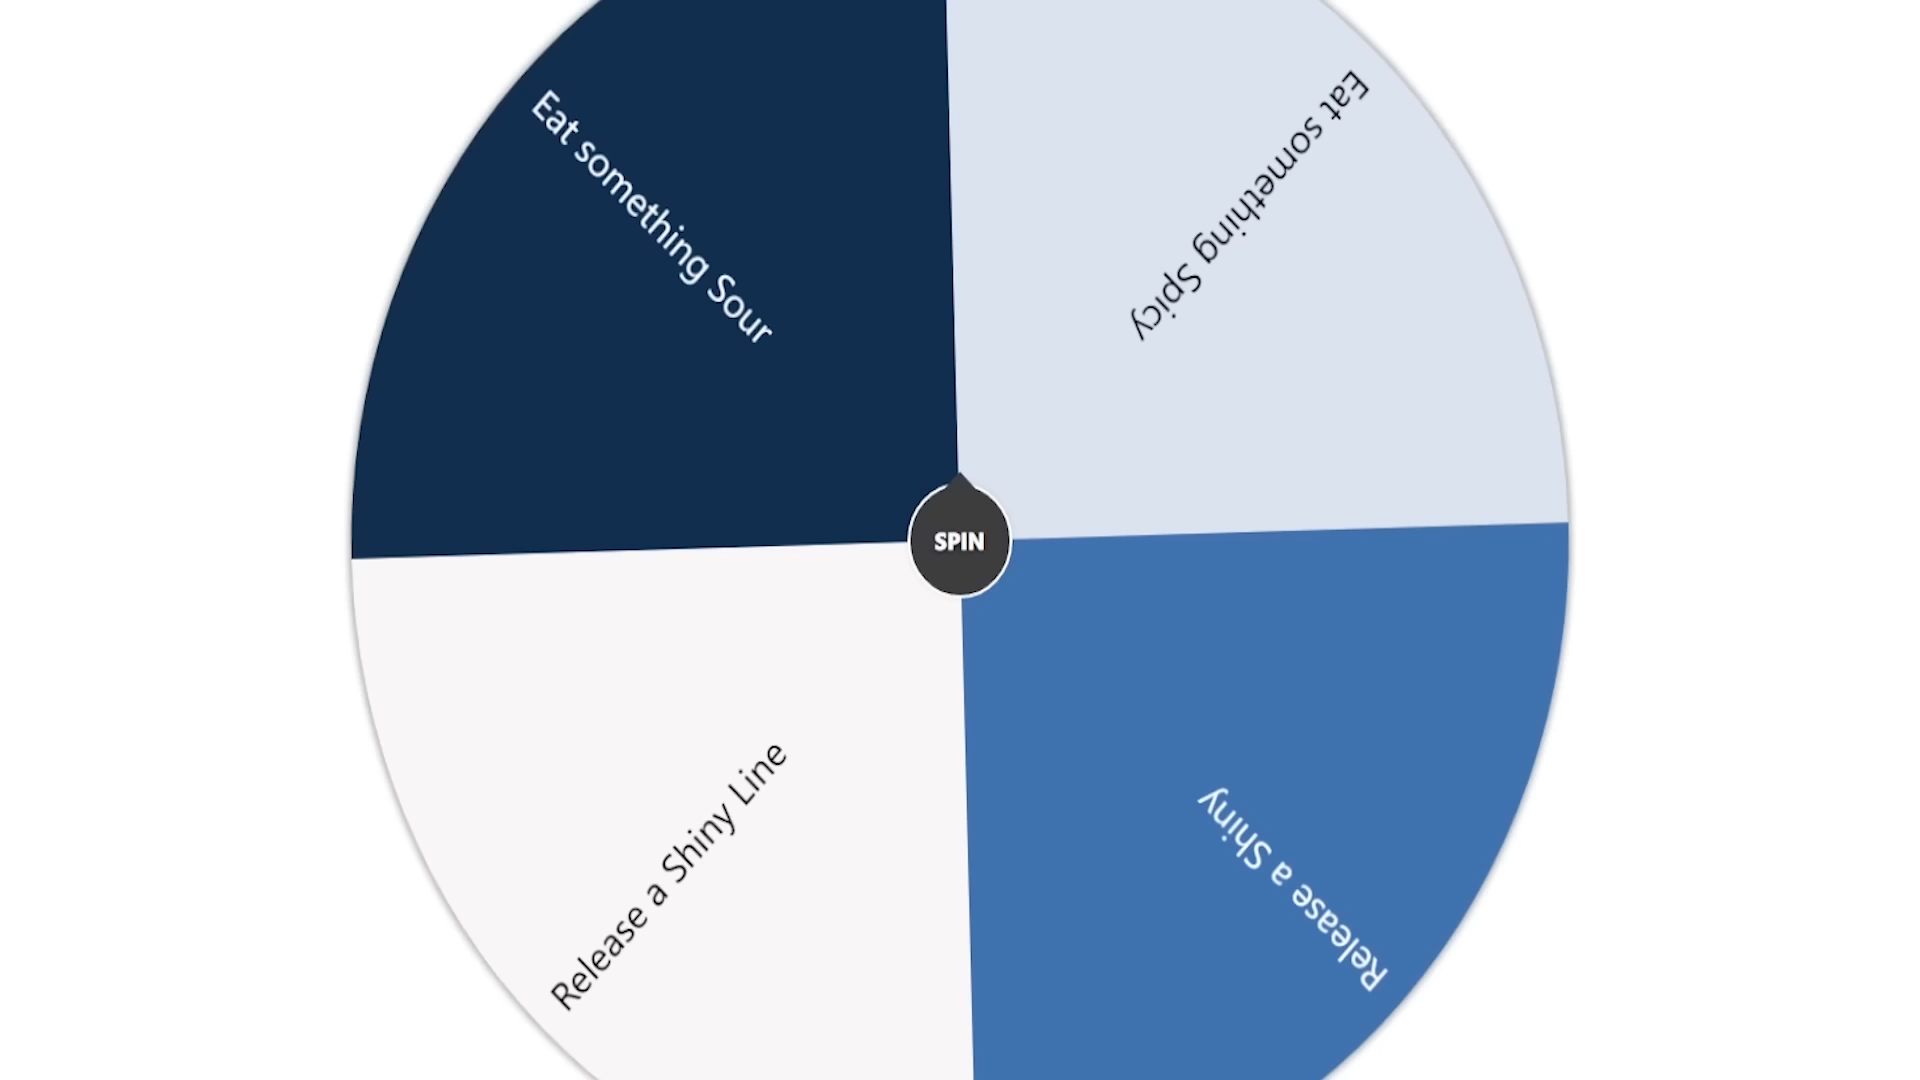 Eat something Sour
Eat something Spicy
SPIN
Release a Shiny Line
Release a Shiny